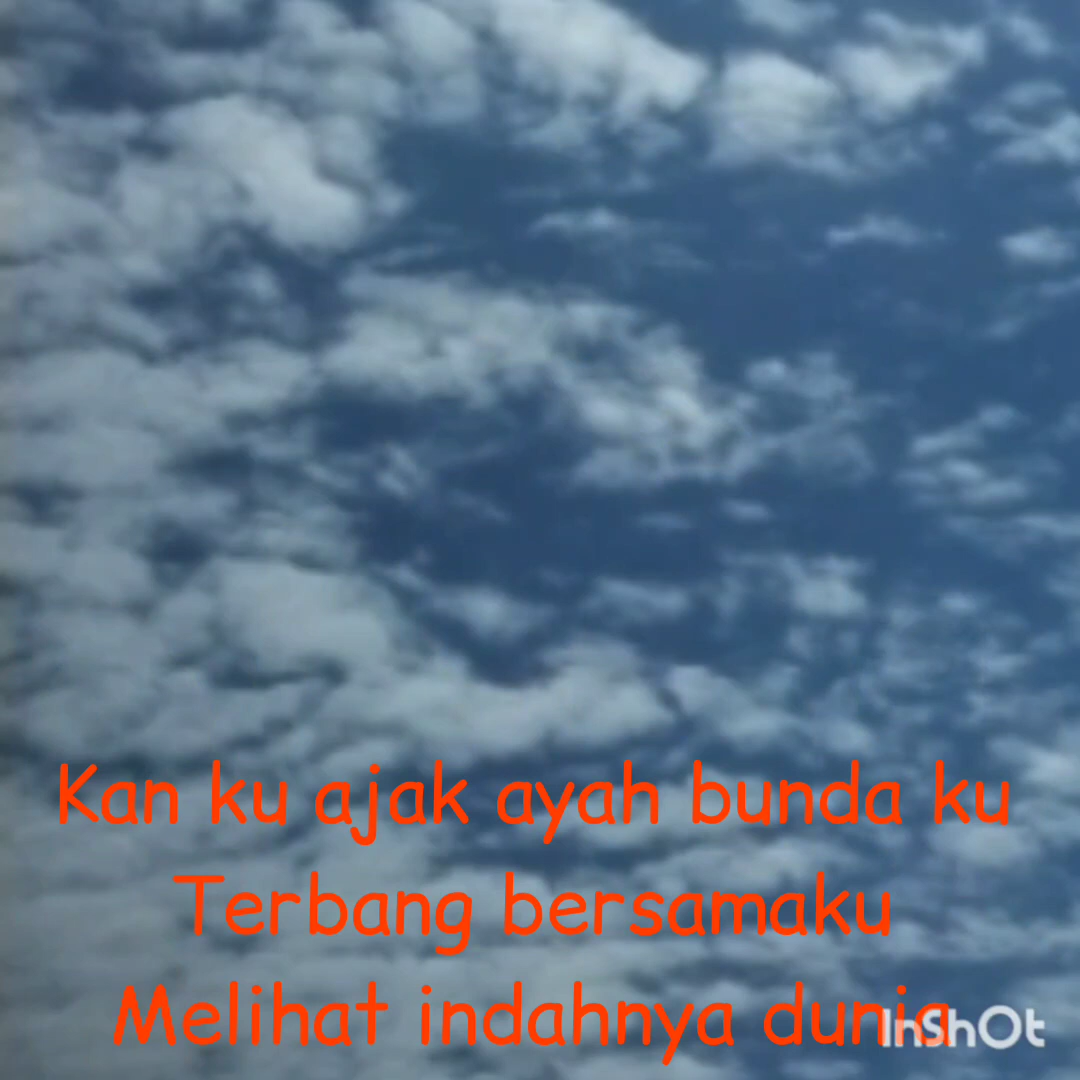 Kan ku ajak ayah bunda ku
Terbang bersamaku
Melihat indahnya dunia
InShOt